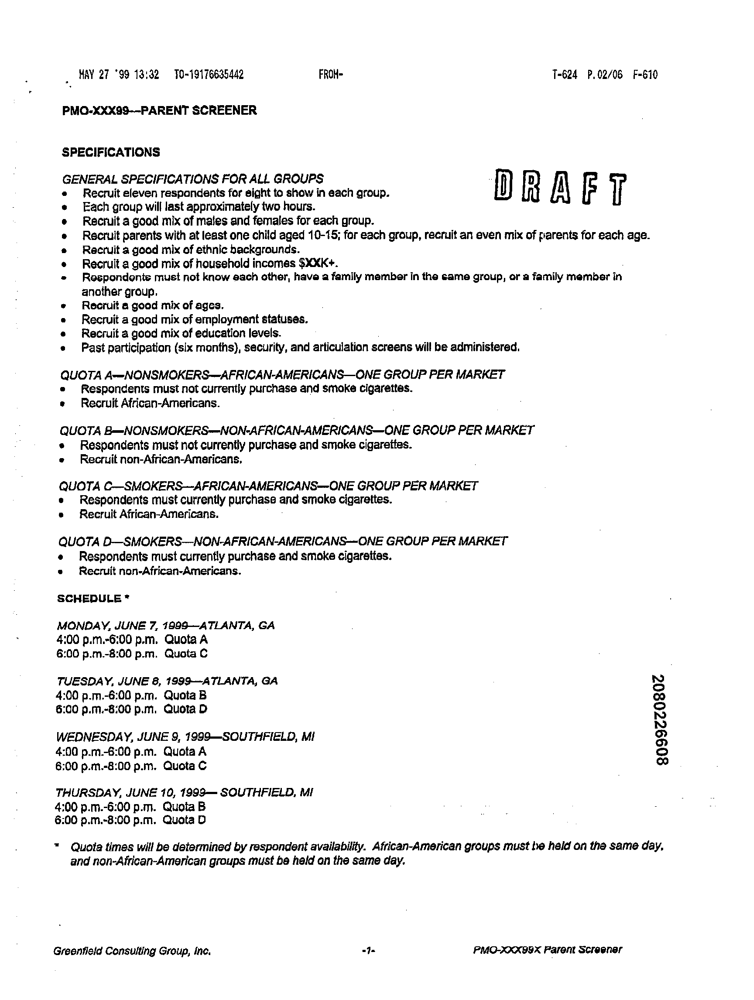 MAY 27 '99 13:32 TO-19176635442 FROM- T-624 P.02/06 F-610
PMO-XXX99—PARENT SCREENER
SPECIFICATIONS
DRAFT
GENERAL SPECIFICATIONS FOR ALL GROUPS
• Recruit eleven respondents for eight to show in each group.
• Each group will last approximately two hours.
• Recruit a good mix of males and females for each group.
• Recruit parents with at least one child aged 10-15; for each group, recruit an even mix of parents for each age.
• Recruit a good mix of ethnic backgrounds.
• Recruit a good mix of household incomes $XXK+.
• Respondents must not know each other, have a family member in the same group, or a family member in
another group.
• Recruit a good mix of ages.
• Recruit a good mix of employment statuses.
• Recruit a good mix of education levels.
• Past participation (six months), security, and articulation screens will be administered.
QUOTA A—NONSMOKERS—AFRICAN-AMERICANS—ONE GROUP PER MARKET
• Respondents must not currently purchase and smoke cigarettes.
• Recruit African-Americans.
QUOTA B—NONSMOKERS—NON-AFRICAN-AMERICANS—ONE GROUP PER MARKET
• Respondents must not currently purchase and smoke cigarettes.
• Recruit non-African-Americans.
QUOTA C—SMOKERS—AFRICAN-AMERICANS—ONE GROUP PER MARKET
• Respondents must currently purchase and smoke cigarettes.
• Recruit African-Americans.
QUOTA D—SMOKERS—NON-AFRICAN-AMERICANS—ONE GROUP PER MARKET
• Respondents must currently purchase and smoke cigarettes.
• Recruit non-African-Americans.
SCHEDULE *
MONDAY, JUNE 7, 1999—ATLANTA, GA
4:00 p.m.-6:00 p.m. Quota A
6:00 p.m.-8:00 p.m. Quota C
TUESDAY, JUNE 8, 1999—ATLANTA, GA
4:00 p.m.-6:00 p.m. Quota B
6:00 p.m.-8:00 p.m. Quota D
WEDNESDAY, JUNE 9, 1999—SOUTHFIELD, MI
4:00 p.m.-6:00 p.m. Quota A
6:00 p.m.-8:00 p.m. Quota C
THURSDAY, JUNE 10, 1999— SOUTHFIELD, MI
4:00 p.m.-6:00 p.m. Quota B
6:00 p.m.-8:00 p.m. Quota D
* Quota times will be determined by respondent availability. African-American groups must be held on the same day,
and non-African-American groups must be held on the same day.
2080226608
Greenfield Consulting Group, Inc. -1- PMO-XXX99X Parent Screener